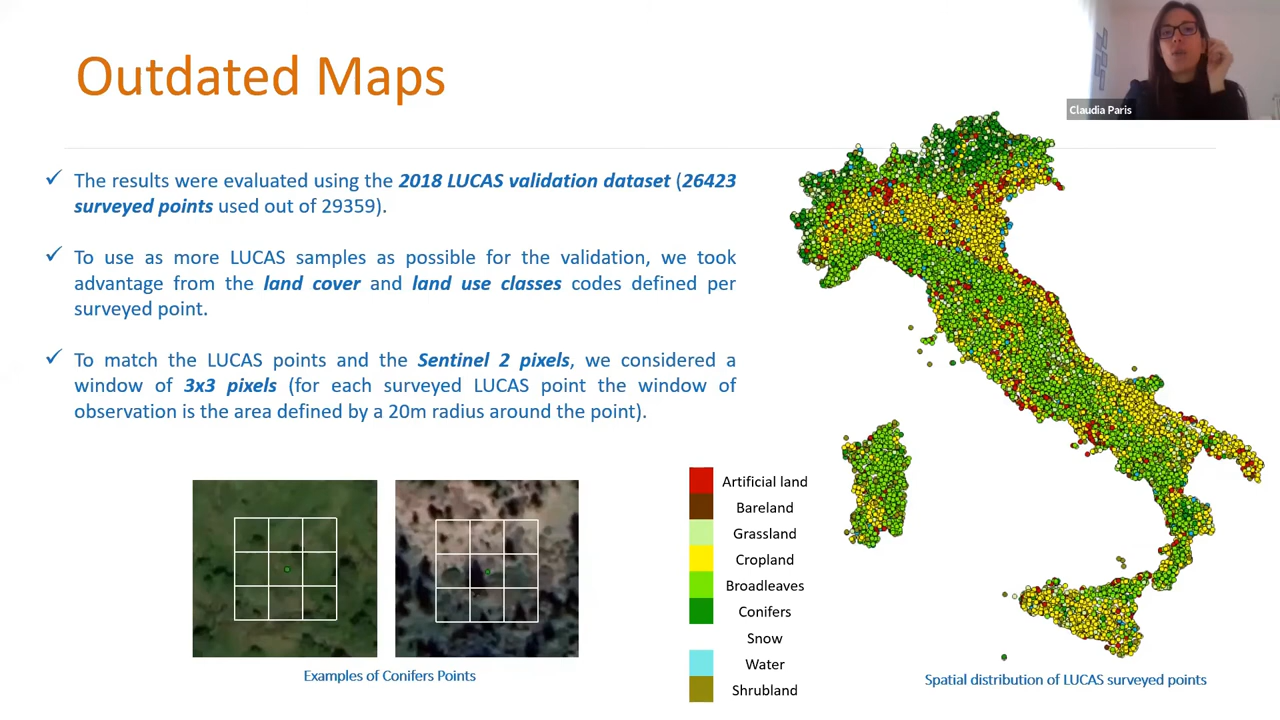 Outdated Maps
Claudia Paris
The results were evaluated using the 2018 LUCAS validation dataset (26423
surveyed points used out of 29359).
To use as more LUCAS samples as possible for the validation, we took
advantage from the land cover and land use classes codes defined per
surveyed point.
To match the LUCAS points and the Sentinel 2 pixels, we considered a
window of 3x3 pixels (for each surveyed LUCAS point the window of
observation is the area defined by a 20m radius around the point).
Examples of Conifers Points
Artificial land
Bareland
Grassland
Cropland
Broadleaves
Conifers
Snow
Water
Shrubland
Spatial distribution of LUCAS surveyed points